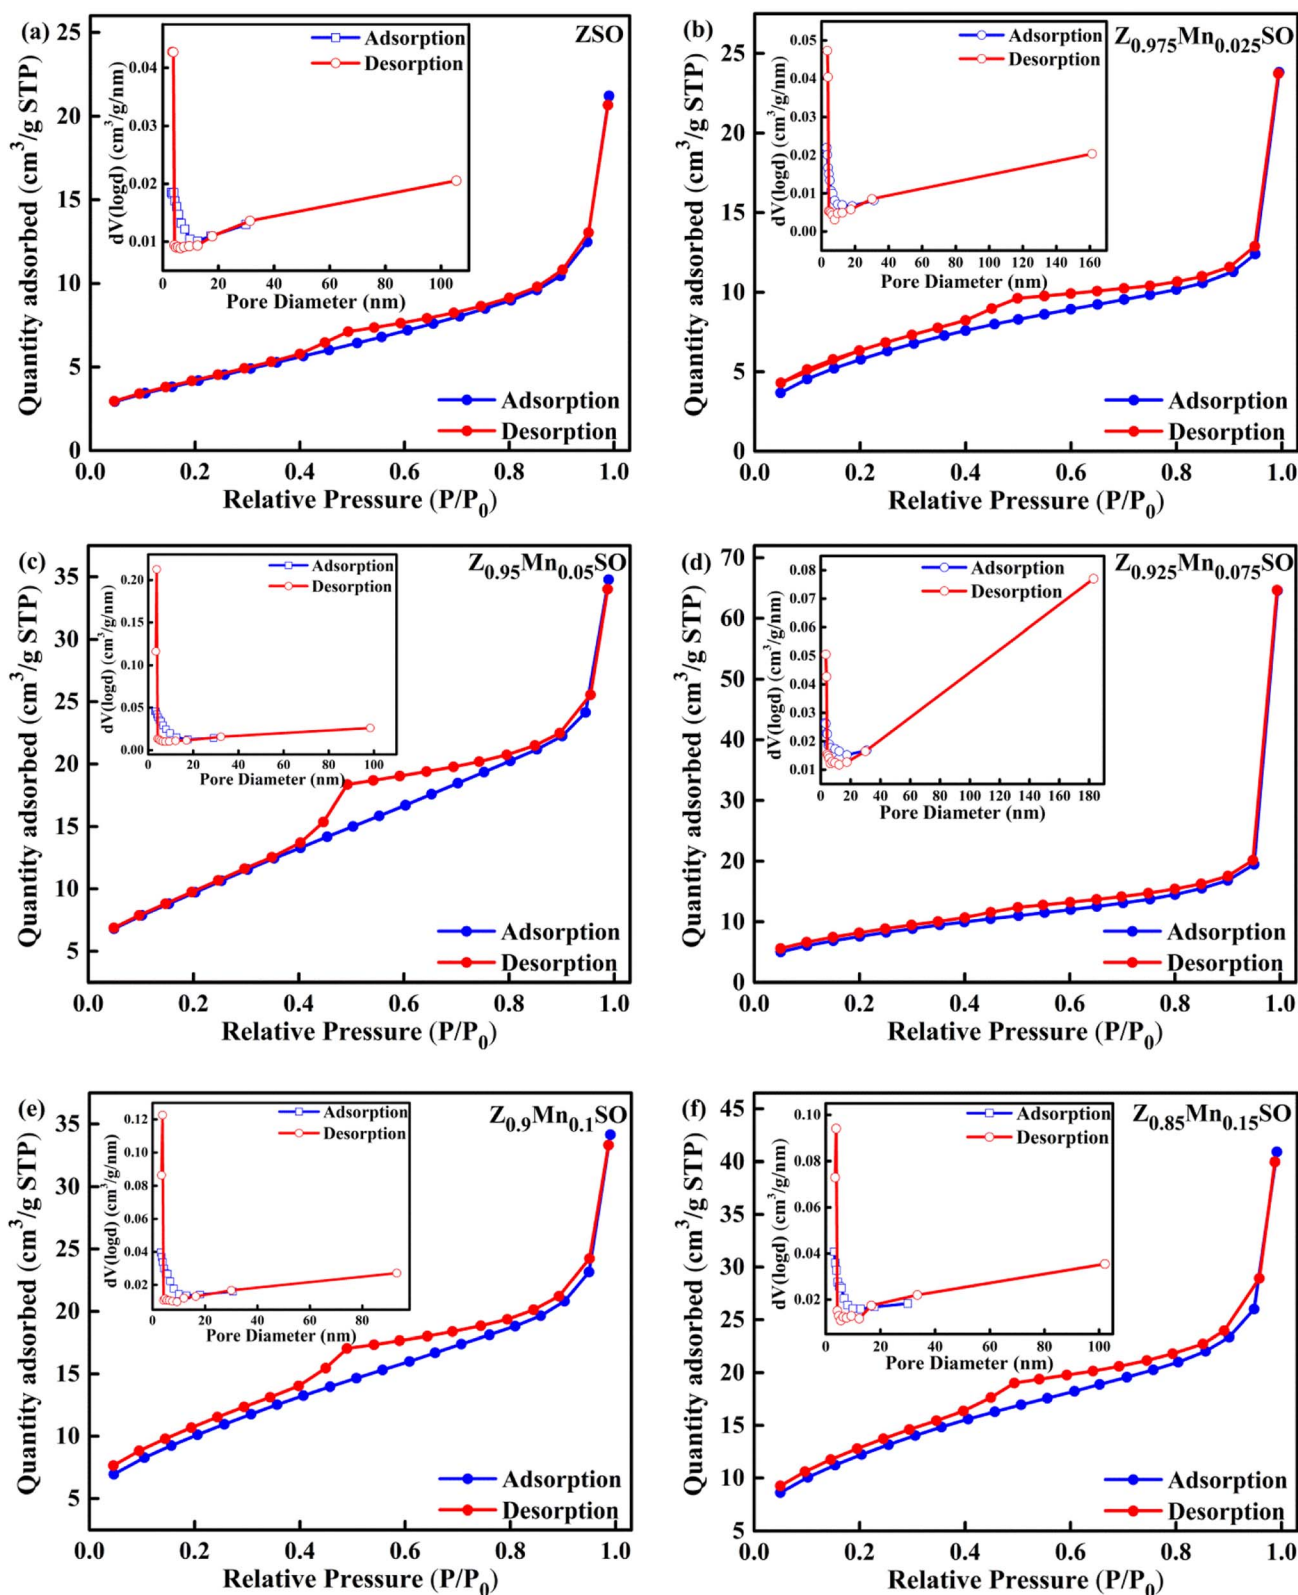 (a)
ZSO
Quantity adsorbed (cm³/g STP)
25
20
15
10
5
0
0.0 0.2 0.4 0.6 0.8 1.0
Relative Pressure (P/P₀)
Adsorption
Desorption
dV(logd) (cm³/g/nm)
0.04
0.03
0.02
0.01
0 20 40 60 80 100
Pore Diameter (nm)
Adsorption
Desorption
(b)
Z₀.₉₇₅Mn₀.₀₂₅SO
Quantity adsorbed (cm³/g STP)
25
20
15
10
5
0
0.0 0.2 0.4 0.6 0.8 1.0
Relative Pressure (P/P₀)
Adsorption
Desorption
dV(logd) (cm³/g/nm)
0.05
0.04
0.03
0.02
0.01
0.00
0 20 40 60 80 100 120 140 160
Pore Diameter (nm)
Adsorption
Desorption
(c)
Z₀.₉₅Mn₀.₀₅SO
Quantity adsorbed (cm³/g STP)
35
30
25
20
15
10
5
0.0 0.2 0.4 0.6 0.8 1.0
Relative Pressure (P/P₀)
Adsorption
Desorption
dV(logd) (cm³/g/nm)
0.20
0.15
0.10
0.05
0.00
0 20 40 60 80 100
Pore Diameter (nm)
Adsorption
Desorption
(d)
Z₀.₉₂₅Mn₀.₀₇₅SO
Quantity adsorbed (cm³/g STP)
70
60
50
40
30
20
10
0
0.0 0.2 0.4 0.6 0.8 1.0
Relative Pressure (P/P₀)
Adsorption
Desorption
dV(logd) (cm³/g/nm)
0.08
0.07
0.06
0.05
0.04
0.03
0.02
0.01
0 20 40 60 80 100 120 140 160 180
Pore Diameter (nm)
Adsorption
Desorption
(e)
Z₀.₉Mn₀.₁SO
Quantity adsorbed (cm³/g STP)
35
30
25
20
15
10
5
0.0 0.2 0.4 0.6 0.8 1.0
Relative Pressure (P/P₀)
Adsorption
Desorption
dV(logd) (cm³/g/nm)
0.12
0.10
0.08
0.06
0.04
0.02
0 20 40 60 80
Pore Diameter (nm)
Adsorption
Desorption
(f)
Z₀.₈₅Mn₀.₁₅SO
Quantity adsorbed (cm³/g STP)
45
40
35
30
25
20
15
10
5
0.0 0.2 0.4 0.6 0.8 1.0
Relative Pressure (P/P₀)
Adsorption
Desorption
dV(logd) (cm³/g/nm)
0.10
0.08
0.06
0.04
0.02
0 20 40 60 80 100
Pore Diameter (nm)
Adsorption
Desorption